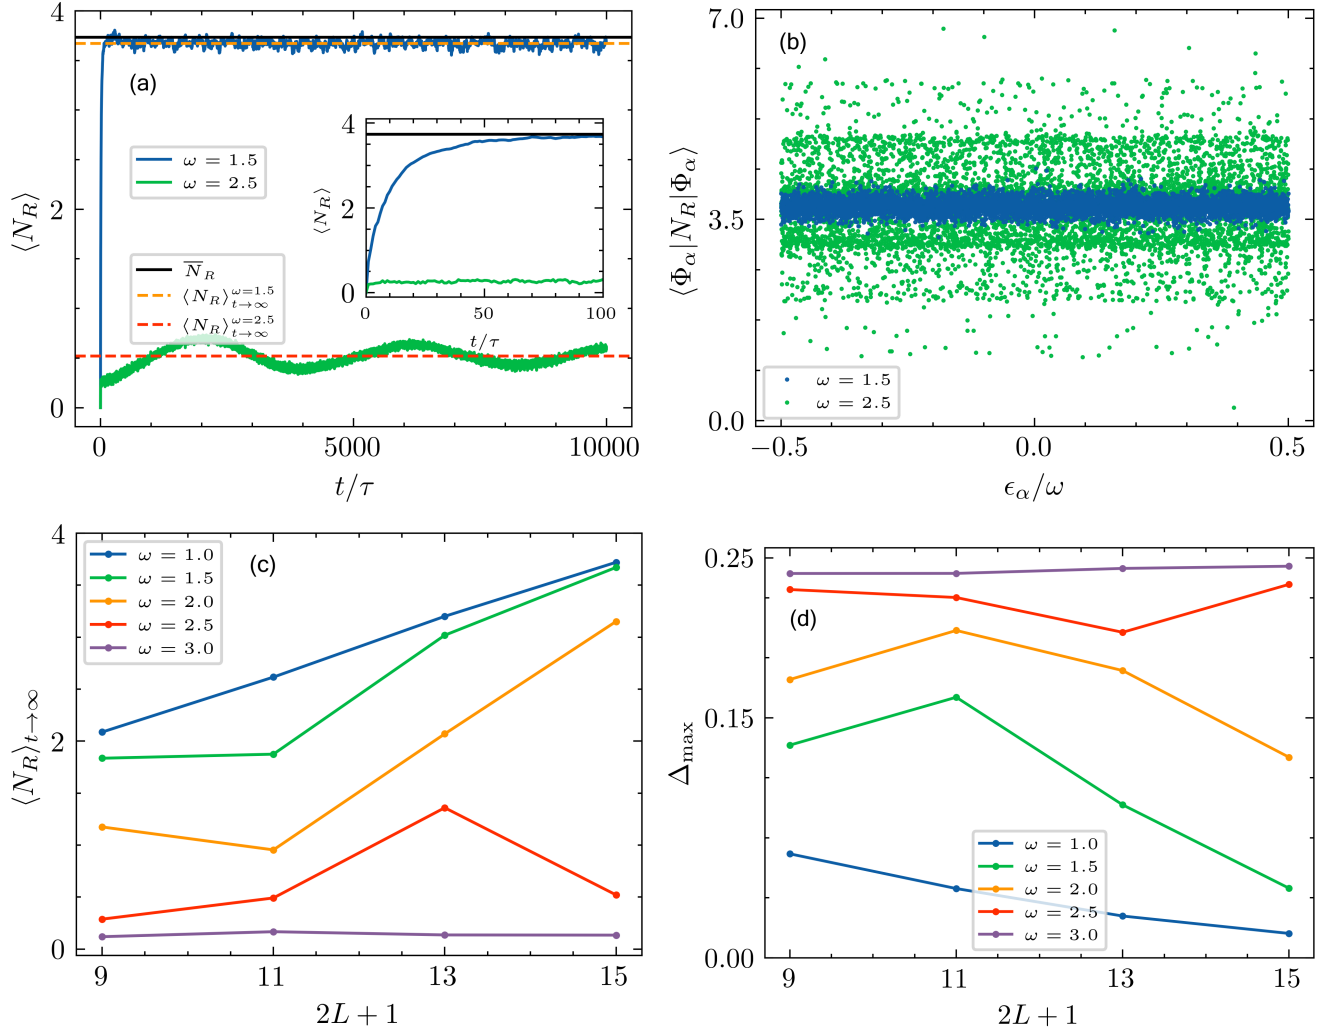 4
2
0
⟨N_R⟩
(a)
ω = 1.5
ω = 2.5
N̅_R
⟨N_R⟩^{ω=1.5}_{t→∞}
⟨N_R⟩^{ω=2.5}_{t→∞}
4
2
0
⟨N_R⟩
0 50 100
t/τ
0 5000 10000
t/τ
7.0
3.5
0.0
⟨Φ_α|N_R|Φ_α⟩
(b)
ω = 1.5
ω = 2.5
−0.5 0.0 0.5
ϵ_α/ω
4
2
0
⟨N_R⟩_{t→∞}
(c)
ω = 1.0
ω = 1.5
ω = 2.0
ω = 2.5
ω = 3.0
9 11 13 15
2L + 1
0.25
0.15
0.00
Δ_max
(d)
ω = 1.0
ω = 1.5
ω = 2.0
ω = 2.5
ω = 3.0
9 11 13 15
2L + 1